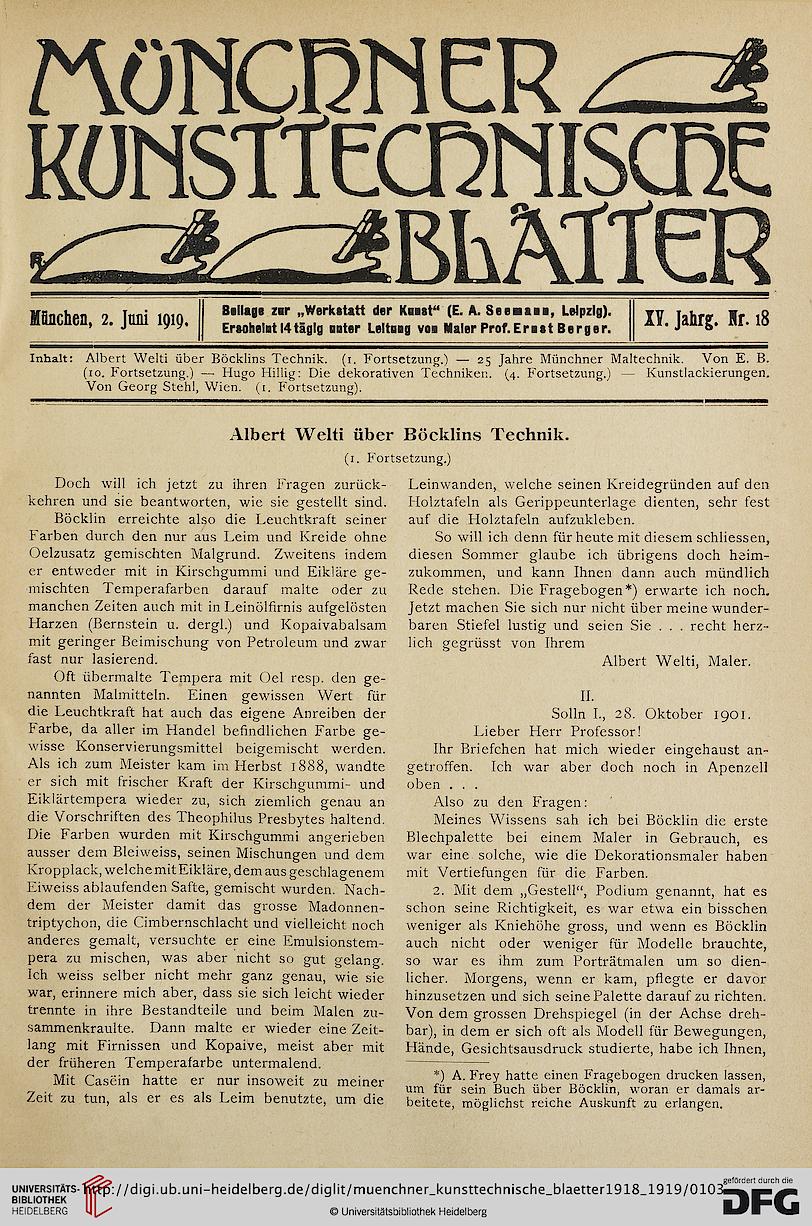 MÜNCHNER
KUNSTTECHNISCHE
BLÄTTER
München, 2. Juni 1919.
Beilage zur „Werkstatt der Kunst“ (E. A. Seemann, Leipzig).
Erscheint 14 tägig unter Leitung von Maler Prof. Ernst Berger.
XV. Jahrg. Nr. 18
Inhalt: Albert Welti über Böcklins Technik. (1. Fortsetzung.) — 25 Jahre Münchner Maltechnik. Von E. B.
(10. Fortsetzung.) — Hugo Hillig: Die dekorativen Techniken. (4. Fortsetzung.) — Kunstlackierungen.
Von Georg Stehl, Wien. (1. Fortsetzung).
Albert Welti über Böcklins Technik.
(1. Fortsetzung.)
Doch will ich jetzt zu ihren Fragen zurück-
kehren und sie beantworten, wie sie gestellt sind.
Böcklin erreichte also die Leuchtkraft seiner
Farben durch den nur aus Leim und Kreide ohne
Oelzusatz gemischten Malgrund. Zweitens indem
er entweder mit in Kirschgummi und Eikläre ge-
mischten Temperafarben darauf malte oder zu
manchen Zeiten auch mit in Leinölfirnis aufgelösten
Harzen (Bernstein u. dergl.) und Kopaivabalsam
mit geringer Beimischung von Petroleum und zwar
fast nur lasierend.
Oft übermalte Tempera mit Oel resp. den ge-
nannten Malmitteln. Einen gewissen Wert für
die Leuchtkraft hat auch das eigene Anreiben der
Farbe, da aller im Handel befindlichen Farbe ge-
wisse Konservierungsmittel beigemischt werden.
Als ich zum Meister kam im Herbst 1888, wandte
er sich mit frischer Kraft der Kirschgummi- und
Eiklärtempera wieder zu, sich ziemlich genau an
die Vorschriften des Theophilus Presbytes haltend.
Die Farben wurden mit Kirschgummi angerieben
ausser dem Bleiweiss, seinen Mischungen und dem
Kropplack, welche mit Eikläre, dem aus geschlagenem
Eiweiss ablaufenden Safte, gemischt wurden. Nach-
dem der Meister damit das grosse Madonnen-
triptychon, die Cimbernschlacht und vielleicht noch
anderes gemalt, versuchte er eine Emulsionstem-
pera zu mischen, was aber nicht so gut gelang.
Ich weiss selber nicht mehr ganz genau, wie sie
war, erinnere mich aber, dass sie sich leicht wieder
trennte in ihre Bestandteile und beim Malen zu-
sammenkraulte. Dann malte er wieder eine Zeit-
lang mit Firnissen und Kopaive, meist aber mit
der früheren Temperafarbe untermalend.
Mit Casëin hatte er nur insoweit zu meiner
Zeit zu tun, als er es als Leim benutzte, um die
Leinwanden, welche seinen Kreidegründen auf den
Holztafeln als Gerippeunterlage dienten, sehr fest
auf die Holztafeln aufzukleben.
So will ich denn für heute mit diesem schliessen,
diesen Sommer glaube ich übrigens doch heim-
zukommen, und kann Ihnen dann auch mündlich
Rede stehen. Die Fragebogen*) erwarte ich noch.
Jetzt machen Sie sich nur nicht über meine wunder-
baren Stiefel lustig und seien Sie . . . recht herz-
lich gegrüsst von Ihrem
Albert Welti, Maler.
II.
Solln I., 28. Oktober 1901.
Lieber Herr Professor!
Ihr Briefchen hat mich wieder eingehaust an-
getroffen. Ich war aber doch noch in Apenzell
oben . . .
Also zu den Fragen:
Meines Wissens sah ich bei Böcklin die erste
Blechpalette bei einem Maler in Gebrauch, es
war eine solche, wie die Dekorationsmaler haben
mit Vertiefungen für die Farben.
2. Mit dem „Gestell“, Podium genannt, hat es
schon seine Richtigkeit, es war etwa ein bisschen
weniger als Kniehöhe gross, und wenn es Böcklin
auch nicht oder weniger für Modelle brauchte,
so war es ihm zum Porträtmalen um so dien-
licher. Morgens, wenn er kam, pflegte er davor
hinzusetzen und sich seine Palette darauf zu richten.
Von dem grossen Drehspiegel (in der Achse dreh-
bar), in dem er sich oft als Modell für Bewegungen,
Hände, Gesichtsausdruck studierte, habe ich Ihnen,
*) A. Frey hatte einen Fragebogen drucken lassen,
um für sein Buch über Böcklin, woran er damals ar-
beitete, möglichst reiche Auskunft zu erlangen.
UNIVERSITÄTS-
BIBLIOTHEK
HEIDELBERG
http://digi.ub.uni-heidelberg.de/diglit/muenchner_kunsttechnische_blaetter1918_1919/0103
© Universitätsbibliothek Heidelberg
gefördert durch die
DFG